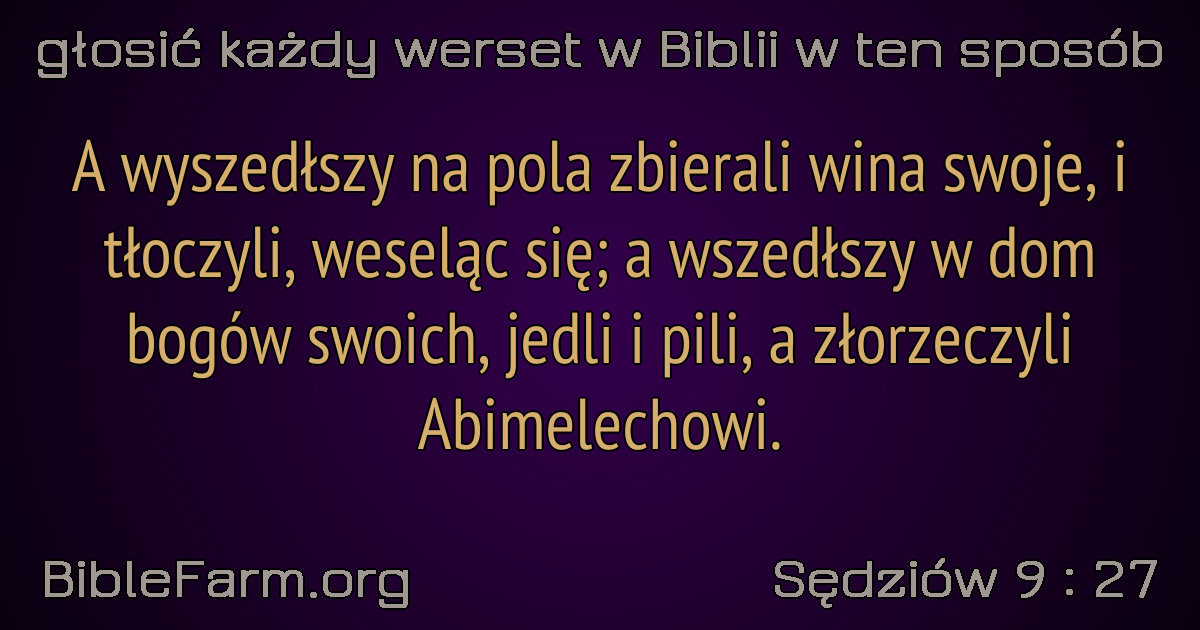 głosić każdy werset w Biblii w ten sposób
A wyszedłszy na pola zbierali wina swoje, i
tłoczyli, weseląc się; a wszedłszy w dom
bogów swoich, jedli i pili, a złorzeczyli
Abimelechowi.
BibleFarm.org
Sędziów 9 : 27